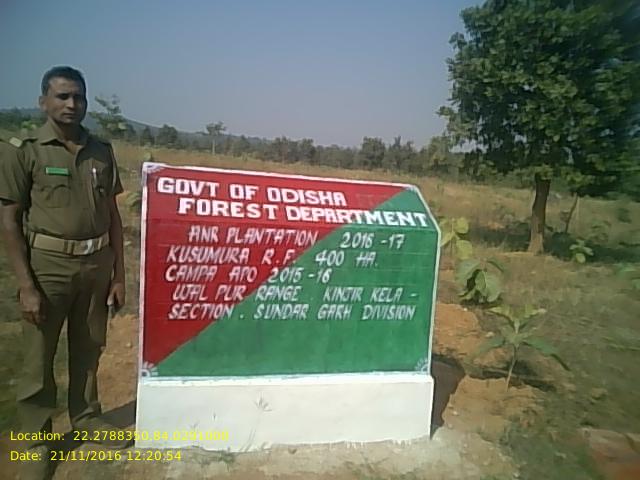 GOVT OF ODISHA
FOREST DEPARTMENT
ANR PLANTATION 2016-17
KUSUMURA R.F. 400 HA.
CAMPA APO 2015-16
UJAL PUR RANGE. KINJIR KELA-
SECTION. SUNDAR GARH DIVISION
Location: 22.2788350,84.0291000
Date: 21/11/2016 12:20:54